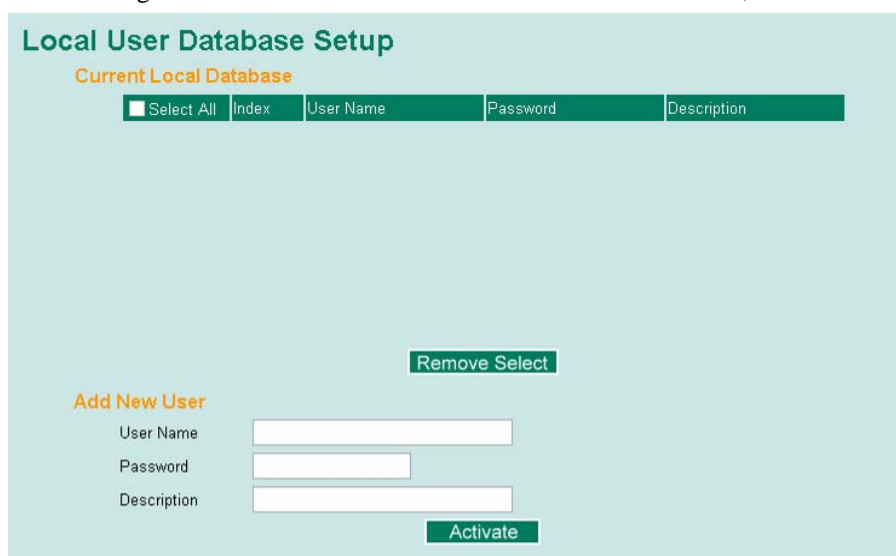 Local User Database Setup
Current Local Database
Select All Index User Name Password Description
Remove Select
Add New User
User Name
Password
Description
Activate